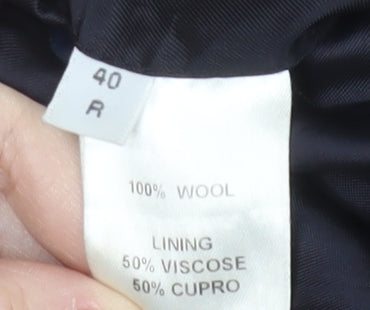 40
R
100% WOOL
LINING
50% VISCOSE
50% CUPRO